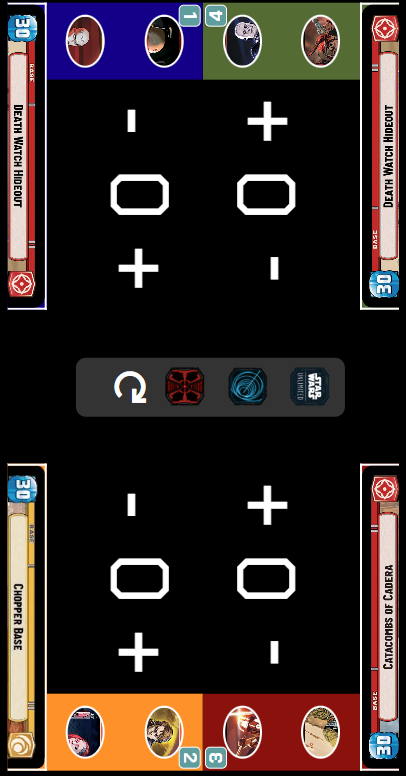 30
BASE
DEATH WATCH HIDEOUT
1
4
DEATH WATCH HIDEOUT
BASE
30
-
0
+
+
0
-
STAR WARS
UNLIMITED
30
BASE
CHOPPER BASE
-
0
+
+
0
-
CATACOMBS OF CADERA
BASE
30
2
3